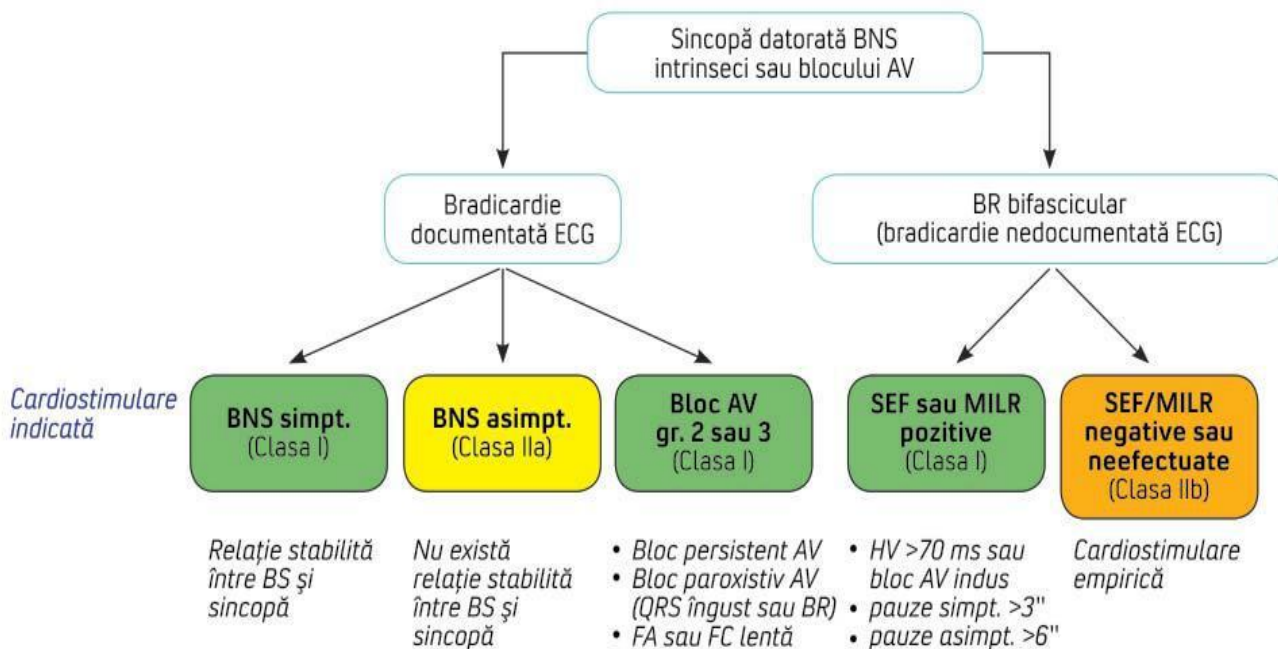 Sincopă datorată BNS
intrinseci sau blocului AV
Bradicardie
documentată ECG
BR bifascicular
(bradicardie nedocumentată ECG)
Cardiostimulare
indicată
BNS simpt.
(Clasa I)
BNS asimpt.
(Clasa IIa)
Bloc AV
gr. 2 sau 3
(Clasa I)
SEF sau MILR
pozitive
(Clasa I)
SEF/MILR
negative sau
neefectuate
(Clasa IIb)
Relație stabilită
între BS și
sincopă
Nu există
relație stabilită
între BS și
sincopă
• Bloc persistent AV
• Bloc paroxistiv AV
(QRS îngust sau BR)
• FA sau FC lentă
• HV >70 ms sau
bloc AV indus
• pauze simpt. >3"
• pauze asimpt. >6"
Cardiostimulare
empirică